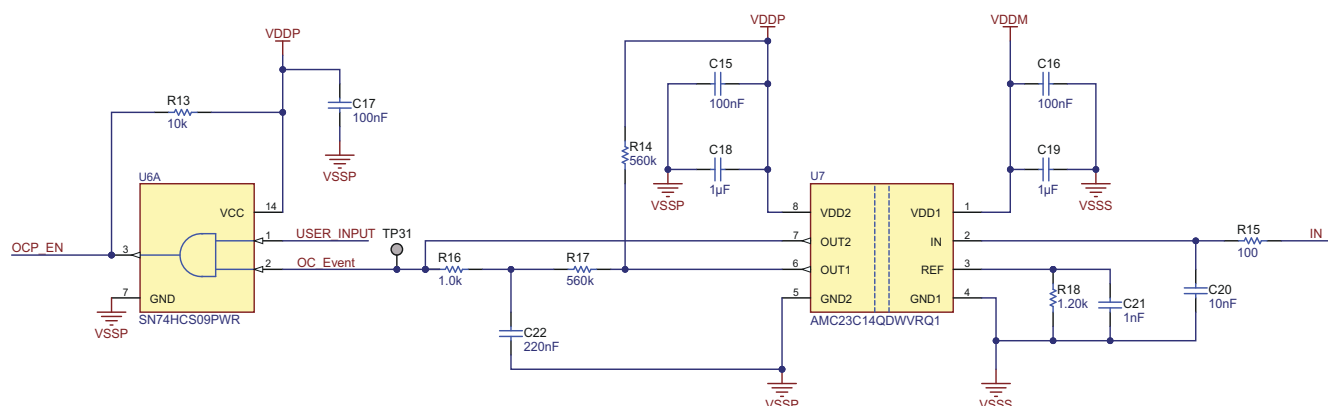 VDDP
R13
10k
C17
100nF
VSSP
U6A
VCC
14
OCP_EN
3
1
USER_INPUT
2
OC_Event
7
GND
VSSP
SN74HCS09PWR
TP31
R16
1.0k
R17
560k
C22
220nF
VDDP
C15
100nF
R14
560k
C18
1µF
VSSP
VDDM
C16
100nF
C19
1µF
VSSS
U7
8
VDD2
VDD1
1
7
OUT2
IN
2
6
OUT1
REF
3
5
GND2
GND1
4
AMC23C14QDWVRQ1
R15
100
IN
R18
1.20k
C21
1nF
C20
10nF
VSSP
VSSS